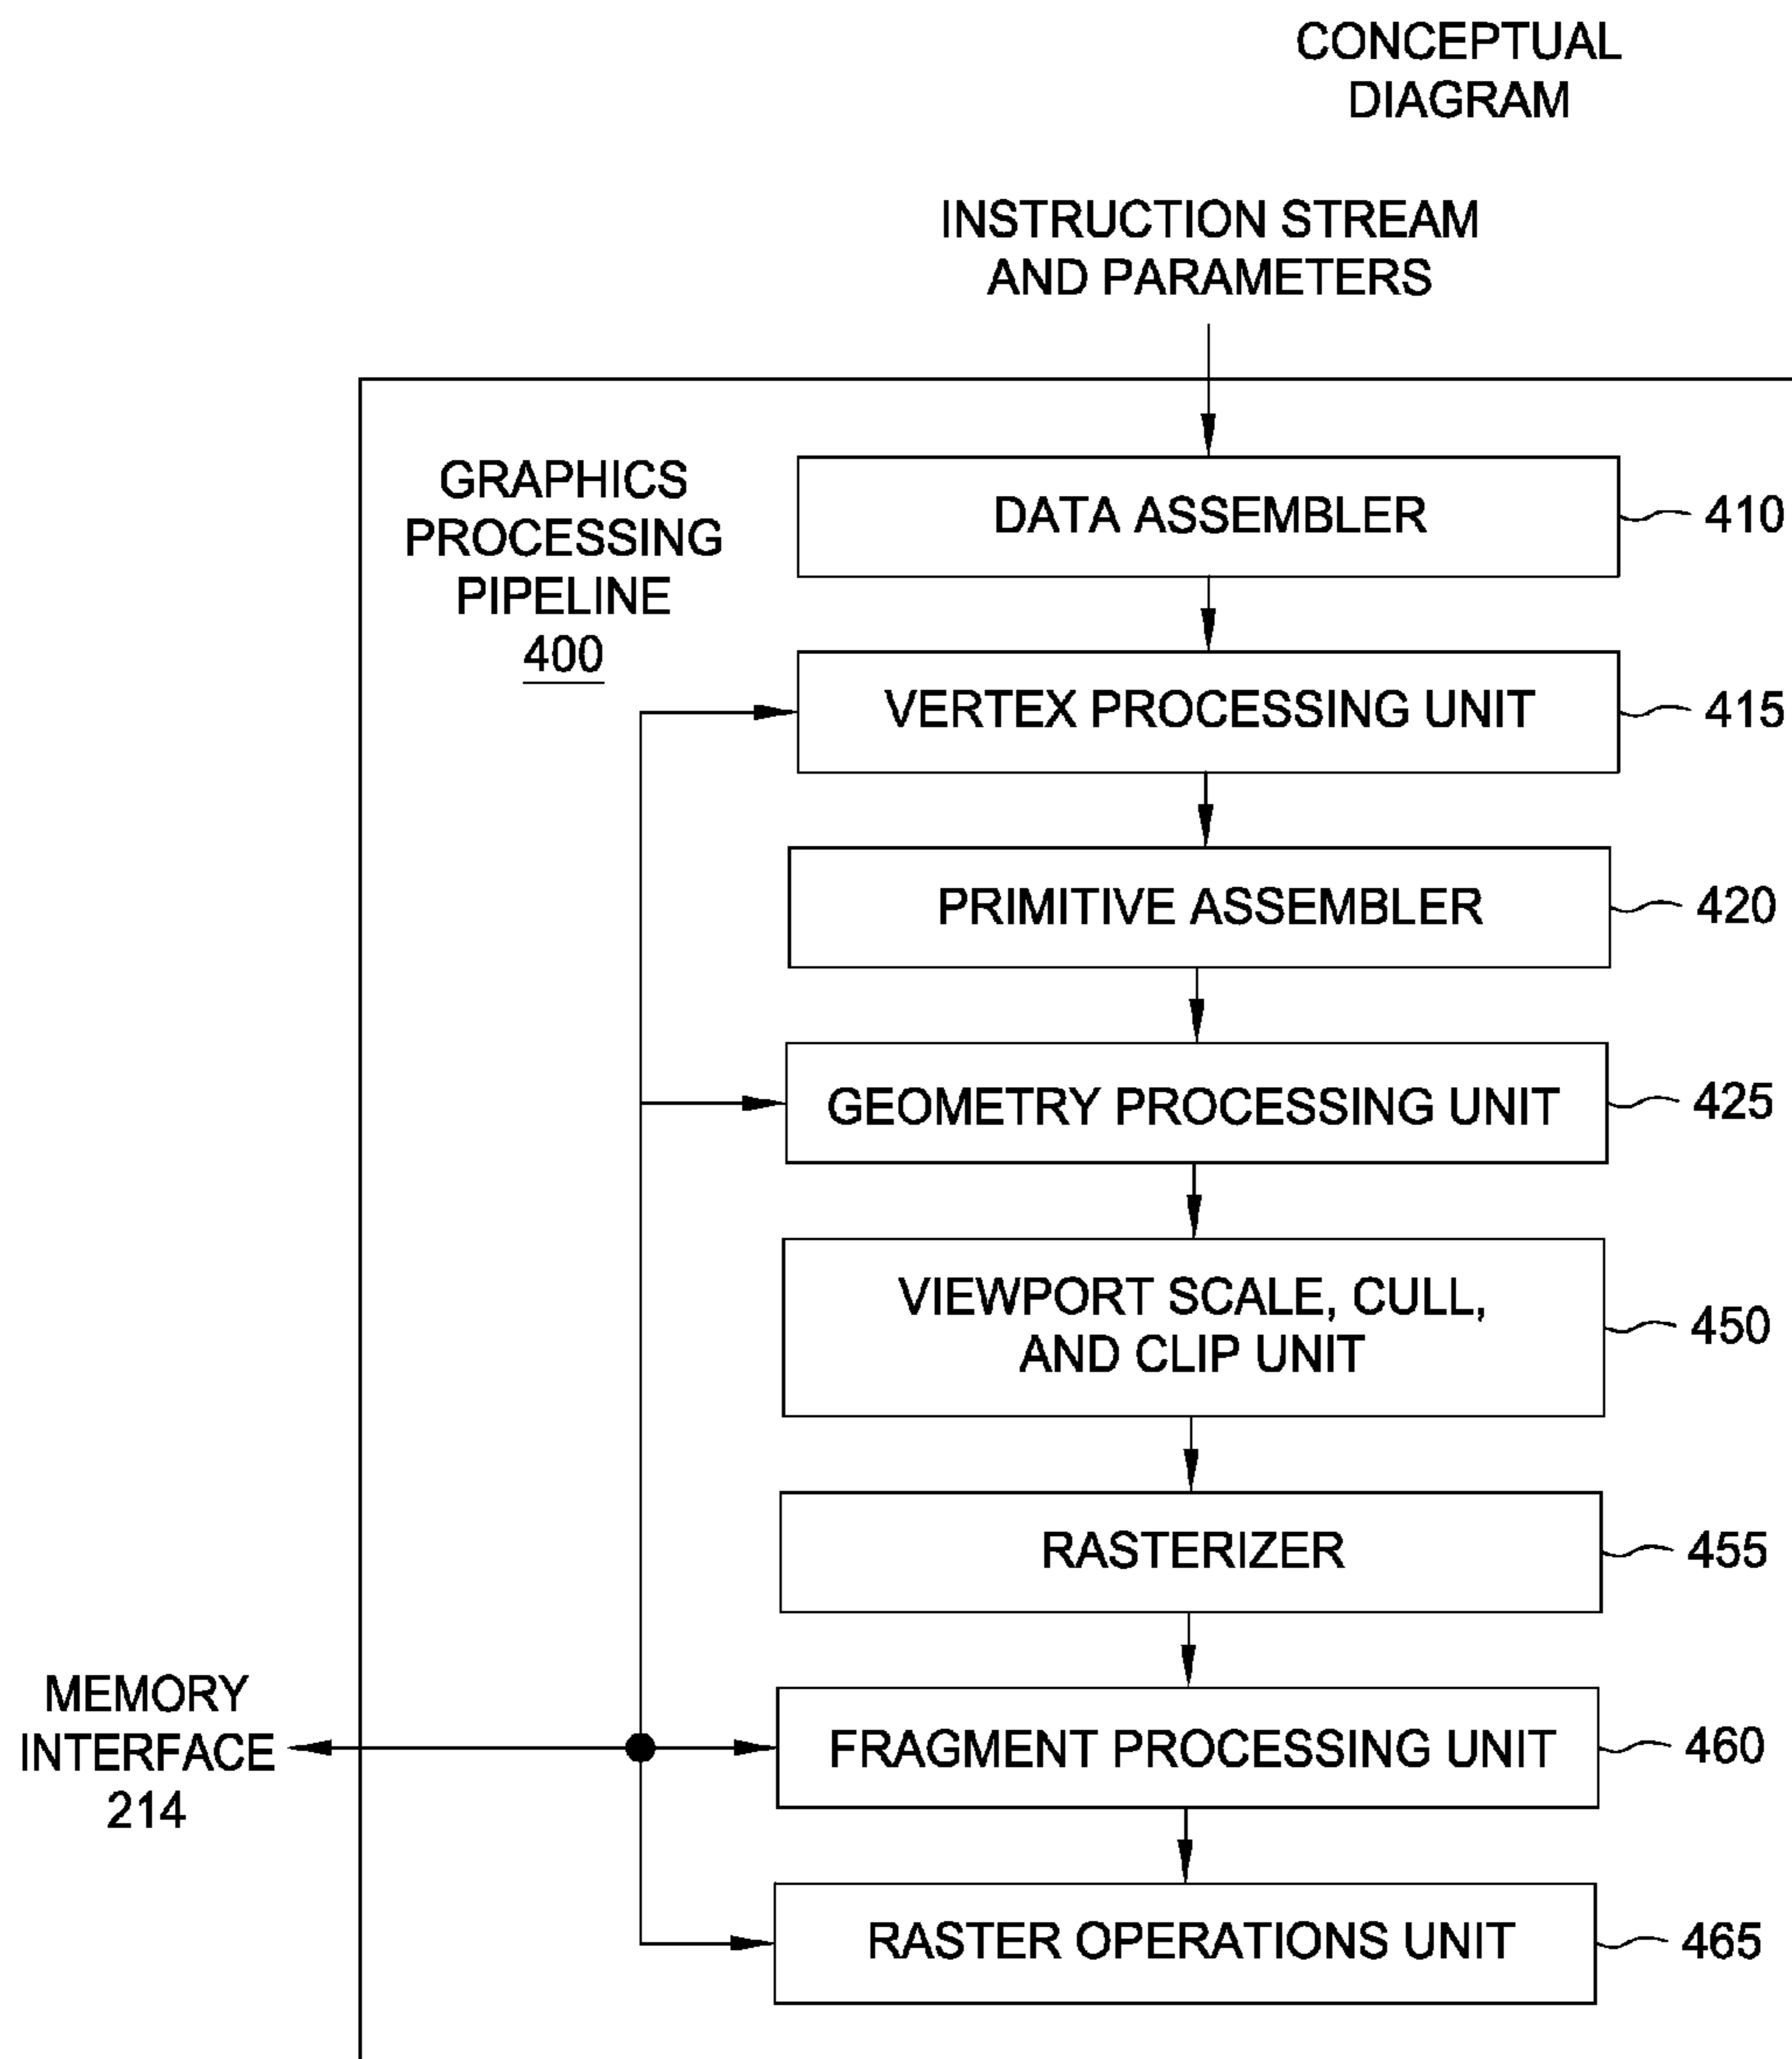 CONCEPTUAL
DIAGRAM
INSTRUCTION STREAM
AND PARAMETERS
GRAPHICS
PROCESSING
PIPELINE
400
DATA ASSEMBLER
410
VERTEX PROCESSING UNIT
415
PRIMITIVE ASSEMBLER
420
GEOMETRY PROCESSING UNIT
425
VIEWPORT SCALE, CULL,
AND CLIP UNIT
450
RASTERIZER
455
MEMORY
INTERFACE
214
FRAGMENT PROCESSING UNIT
460
RASTER OPERATIONS UNIT
465